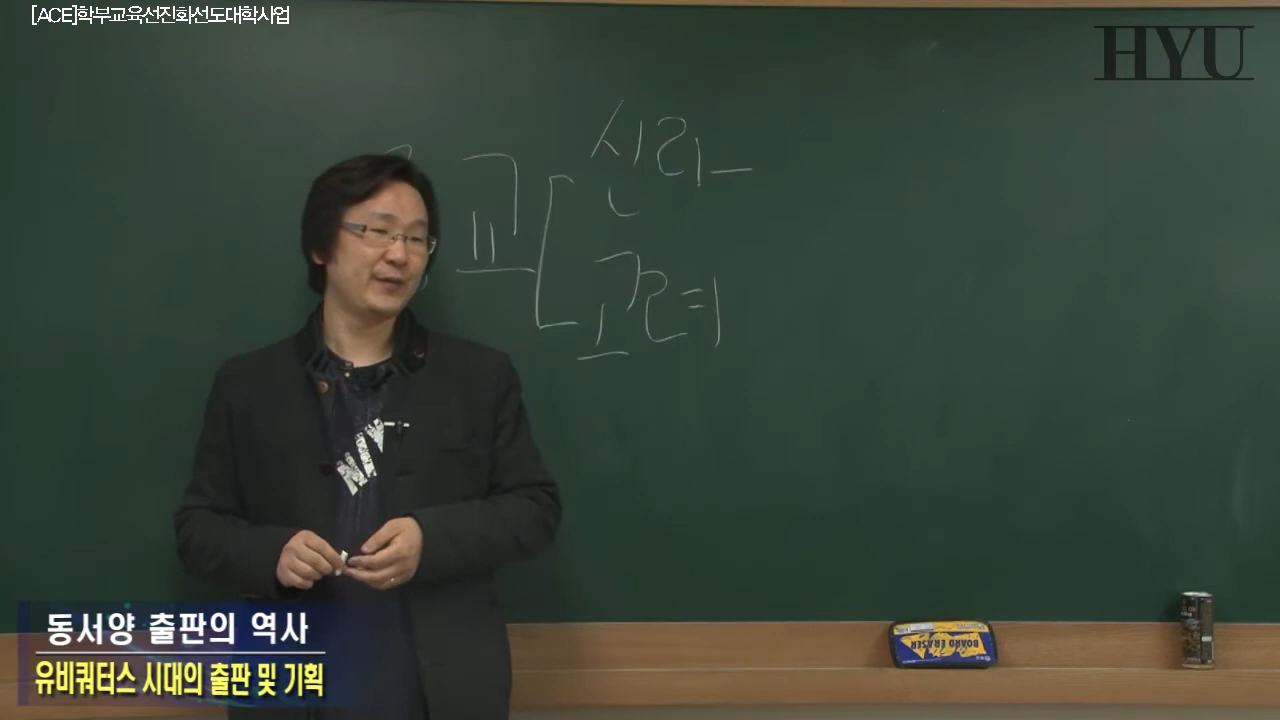 [ACE]학부교육선진화선도대학사업
HYU
신라
교
고려
BOARD ERASER
동서양 출판의 역사
유비쿼터스 시대의 출판 및 기획